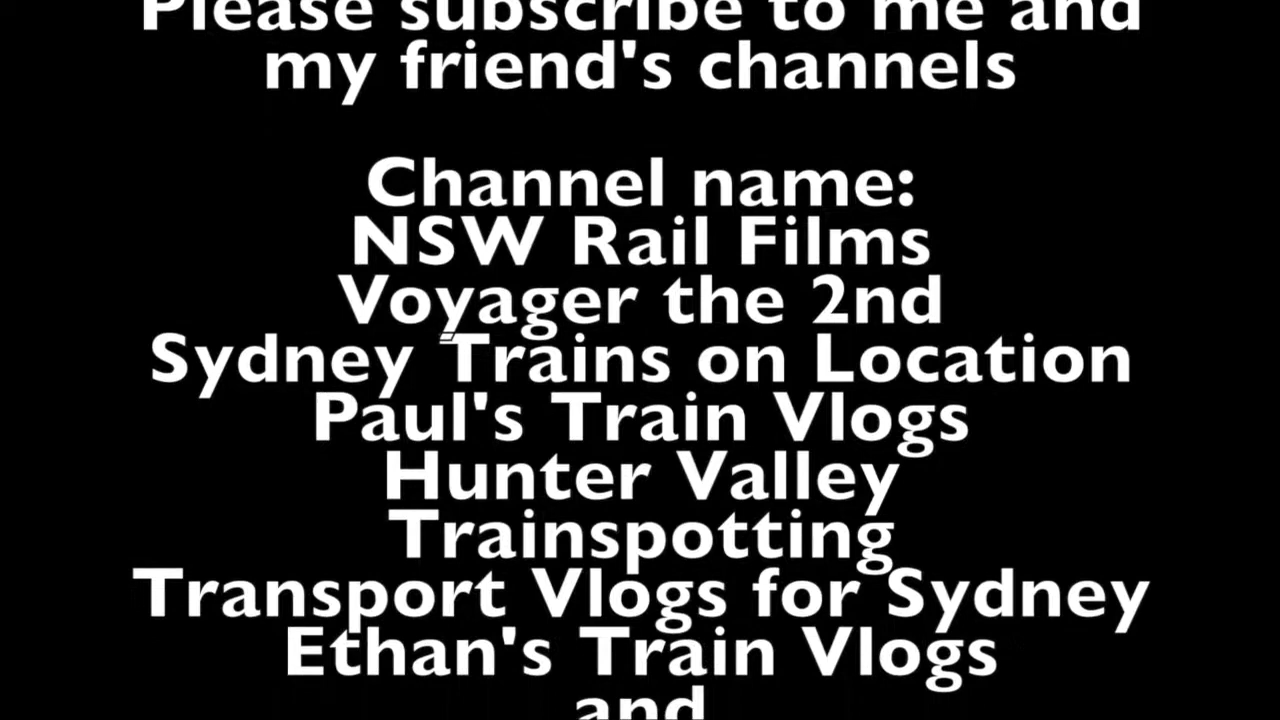 Please subscribe to me and
my friend's channels
Channel name:
NSW Rail Films
Voyager the 2nd
Sydney Trains on Location
Paul's Train Vlogs
Hunter Valley
Trainspotting
Transport Vlogs for Sydney
Ethan's Train Vlogs
and